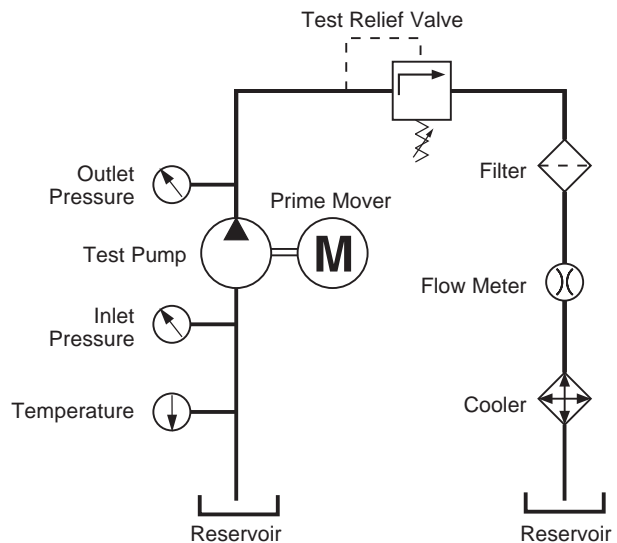 Test Relief Valve
Outlet
Pressure
Prime Mover
Filter
Test Pump
M
Flow Meter
Inlet
Pressure
Temperature
Cooler
Reservoir
Reservoir